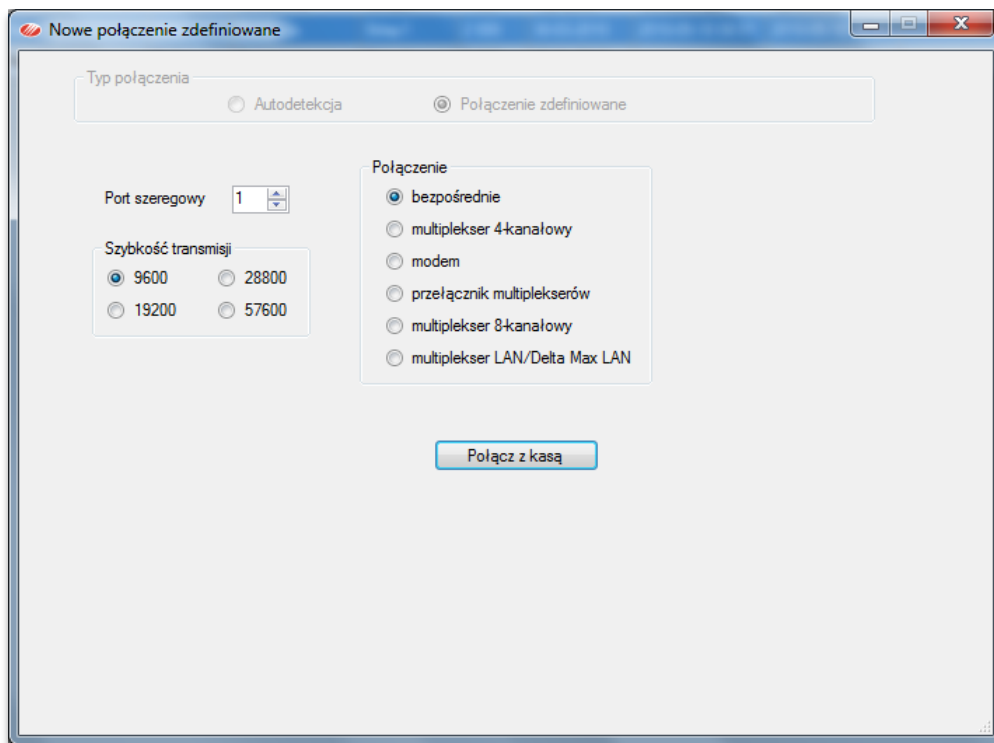 Nowe połączenie zdefiniowane
Typ połączenia
Autodetekcja Połączenie zdefiniowane
Port szeregowy 1
Szybkość transmisji
9600 28800
19200 57600
Połączenie
bezpośrednie
multiplekser 4-kanałowy
modem
przełącznik multiplekserów
multiplekser 8-kanałowy
multiplekser LAN/Delta Max LAN
Połącz z kasą